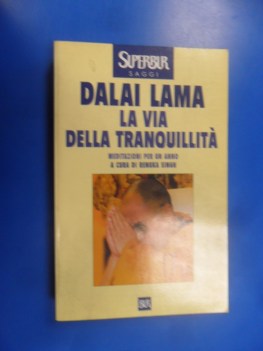 SUPERBUR
SAGGI
DALAI LAMA
LA VIA
DELLA TRANQUILLITÀ
MEDITAZIONI PER UN ANNO
A CURA DI RENUKA SINGH
BUR